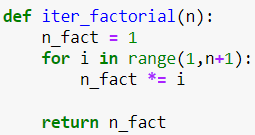 def iter_factorial(n):
    n_fact = 1
    for i in range(1,n+1):
        n_fact *= i
    return n_fact